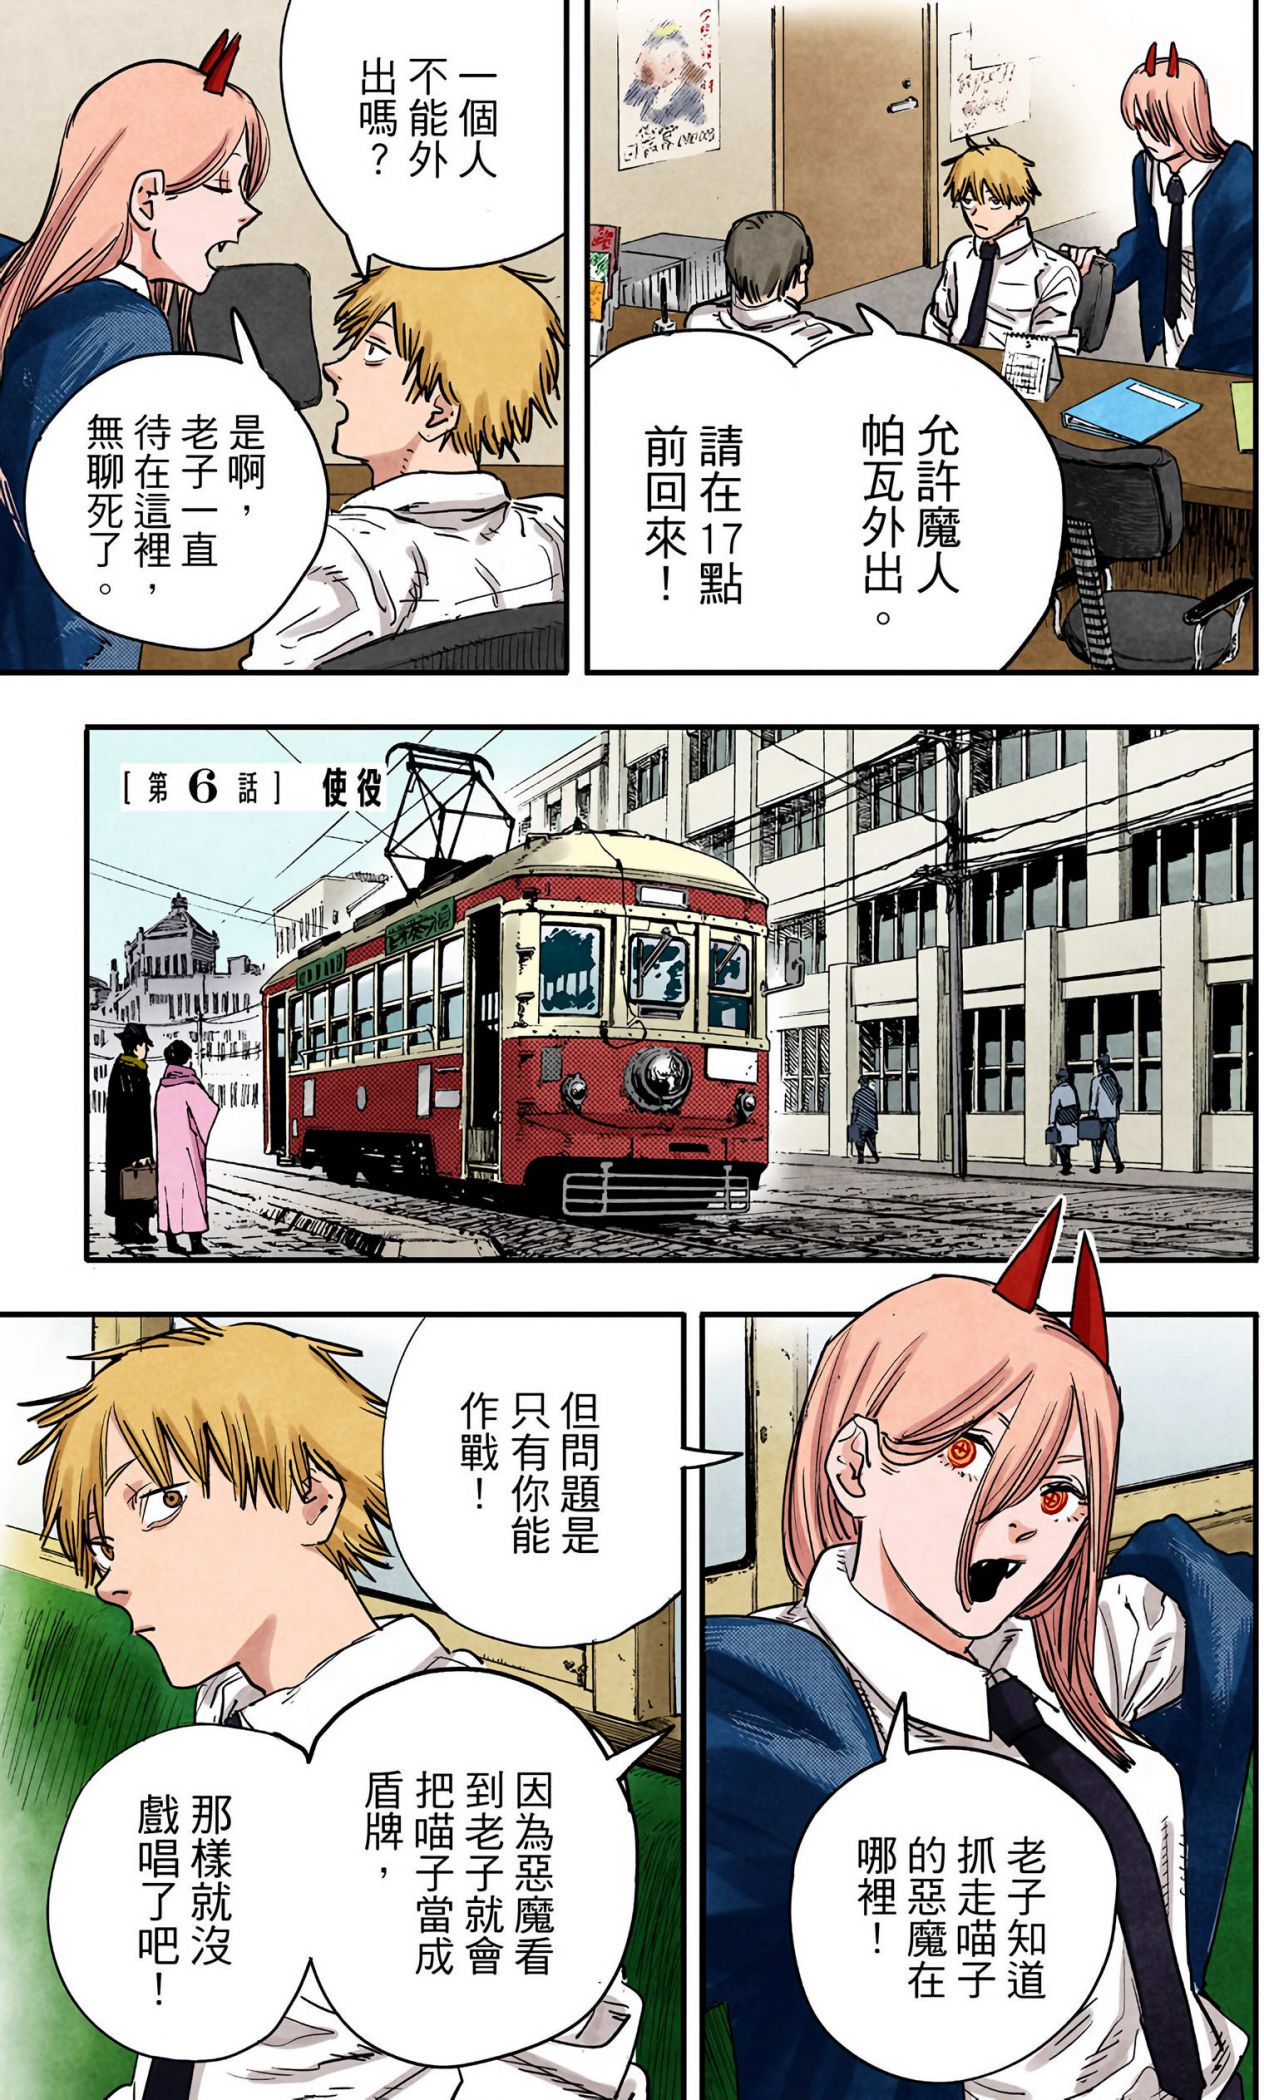 允許魔人
帕瓦外出。
請在17點
前回來！
一個人
不能外
出嗎？
是啊，
老子一直
待在這裡，
無聊死了。
[第6話] 使役
老子知道
抓走喵子
的惡魔在
哪裡！
但問題是
只有你能
作戰！
因為惡魔看
到老子就會
把喵子當成
盾牌，
那樣就沒
戲唱了吧！